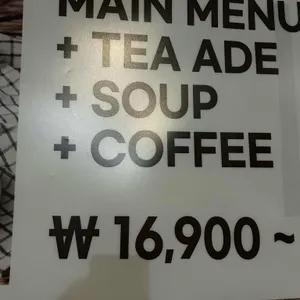 MAIN MENU
+ TEA ADE
+ SOUP
+ COFFEE
₩ 16,900 ~